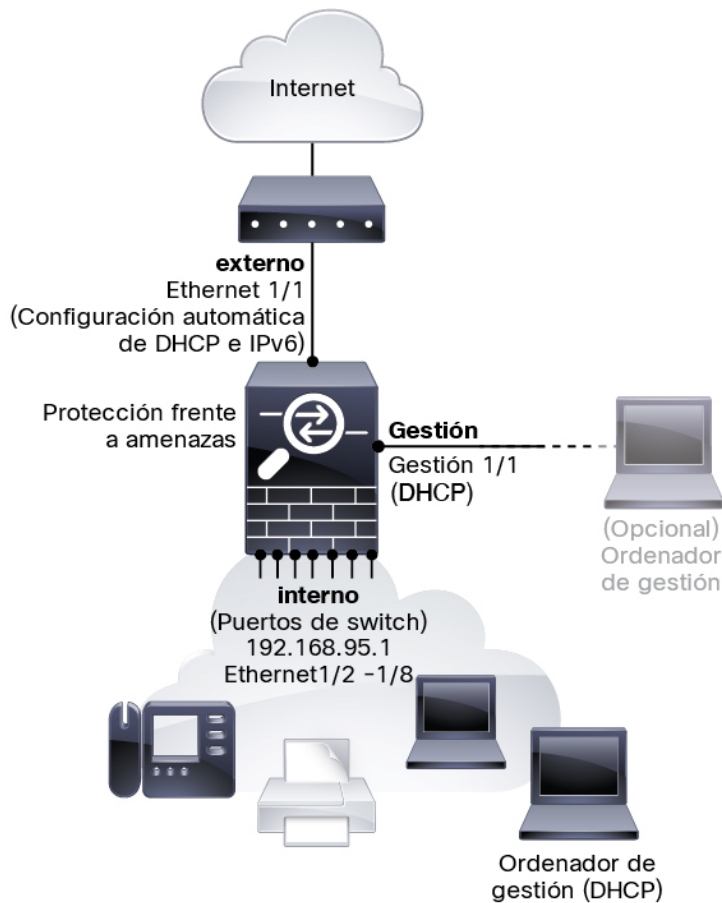 Internet
externo
Ethernet 1/1
(Configuración automática
de DHCP e IPv6)
Protección frente
a amenazas
Gestión
Gestión 1/1
(DHCP)
(Opcional)
Ordenador
de gestión
interno
(Puertos de switch)
192.168.95.1
Ethernet1/2 -1/8
Ordenador de
gestión (DHCP)